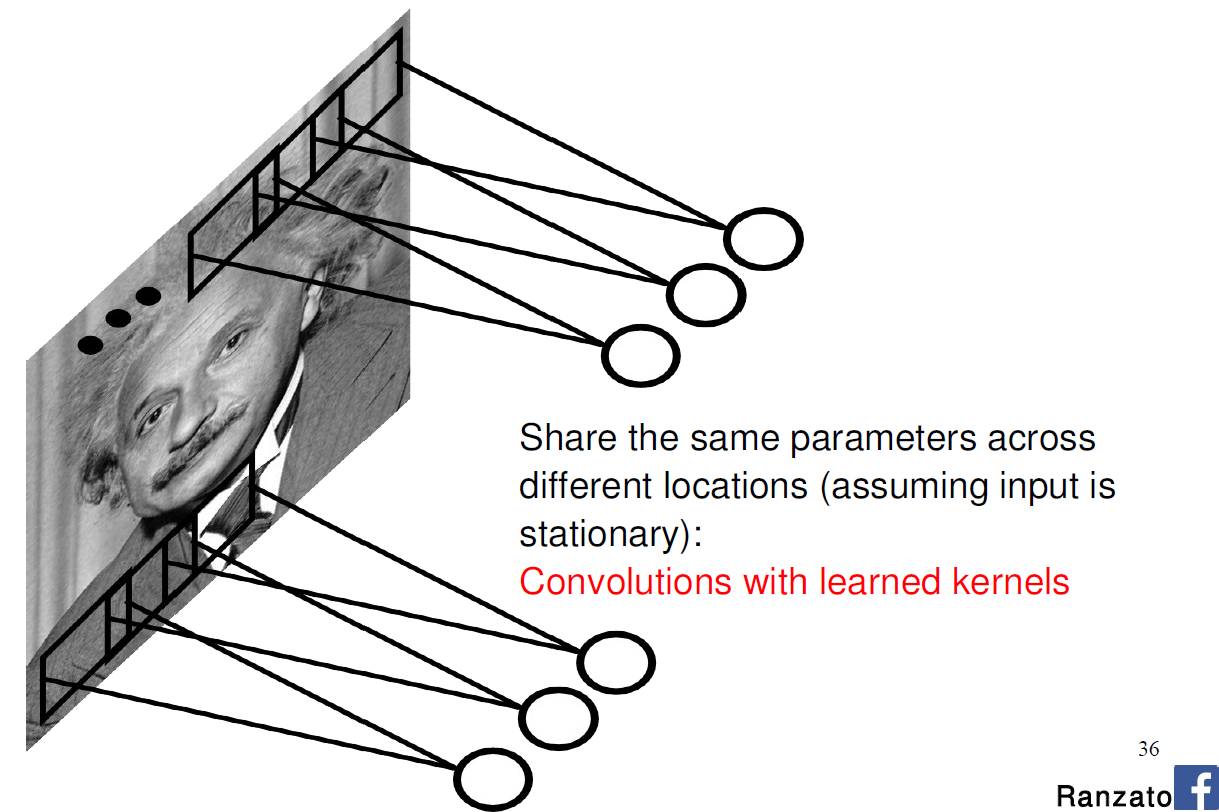 Share the same parameters across
different locations (assuming input is
stationary):
Convolutions with learned kernels
36
Ranzato f